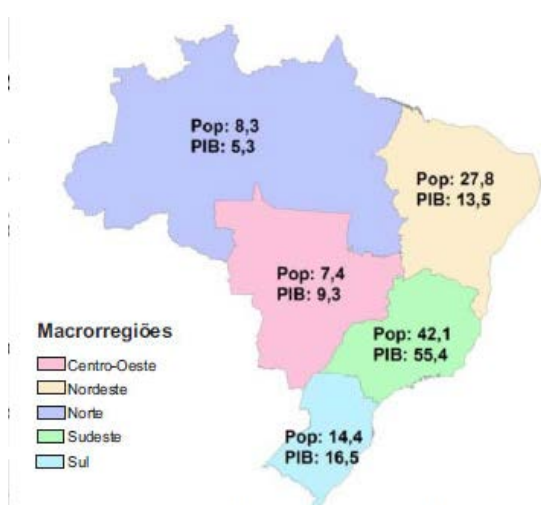 Pop: 8,3
PIB: 5,3
Pop: 27,8
PIB: 13,5
Pop: 7,4
PIB: 9,3
Pop: 42,1
PIB: 55,4
Pop: 14,4
PIB: 16,5
Macrorregiões
Centro-Oeste
Nordeste
Norte
Sudeste
Sul